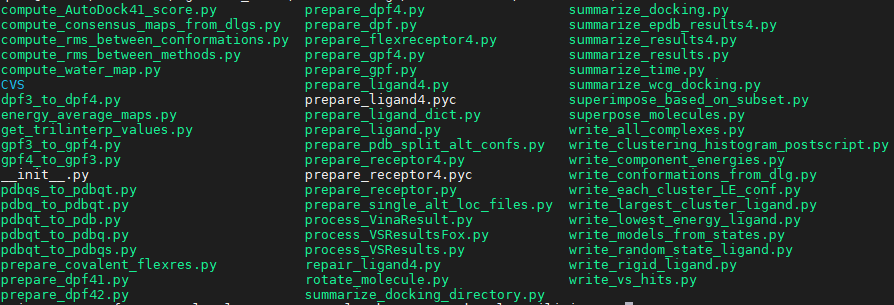 compute_AutoDock41_score.py prepare_dpf4.py summarize_docking.py
compute_consensus_maps_from_dlgs.py prepare_dpf.py summarize_epdb_results4.py
compute_rms_between_conformations.py prepare_flexreceptor4.py summarize_results4.py
compute_rms_between_methods.py prepare_gpf4.py summarize_results.py
compute_water_map.py prepare_gpf.py summarize_time.py
CVS prepare_ligand4.py summarize_wcg_docking.py
dpf3_to_dpf4.py prepare_ligand4.pyc superimpose_based_on_subset.py
energy_average_maps.py prepare_ligand_dict.py superpose_molecules.py
get_trilinterp_values.py prepare_ligand.py write_all_complexes.py
gpf3_to_gpf4.py prepare_pdb_split_alt_confs.py write_clustering_histogram_postscript.py
gpf4_to_gpf3.py prepare_receptor4.py write_component_energies.py
__init__.py prepare_receptor4.pyc write_conformations_from_dlg.py
pdbqs_to_pdbqt.py prepare_receptor.py write_each_cluster_LE_conf.py
pdbq_to_pdbqt.py prepare_single_alt_loc_files.py write_largest_cluster_ligand.py
pdbqt_to_pdb.py process_VinaResult.py write_lowest_energy_ligand.py
pdbqt_to_pdbq.py process_VSResultsFox.py write_models_from_states.py
pdbqt_to_pdbqs.py process_VSResults.py write_random_state_ligand.py
prepare_covalent_flexres.py repair_ligand4.py write_rigid_ligand.py
prepare_dpf41.py rotate_molecule.py write_vs_hits.py
prepare_dpf42.py summarize_docking_directory.py